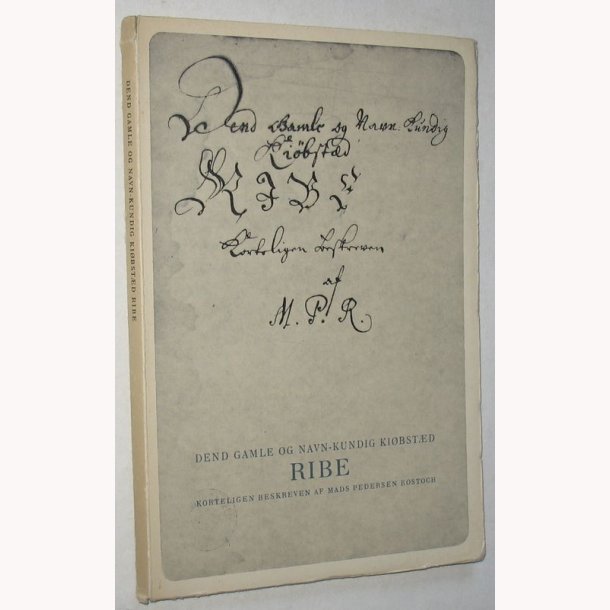 DEND GAMLE OG NAVN-KUNDIG KIØBSTÆD RIBE
Dend Gamle og Navn-Kundig
Kiöbstæd
RIBE
Korteligen beskreven
af
M. P. R.
DEND GAMLE OG NAVN-KUNDIG KIØBSTÆD
RIBE
KORTELIGEN BESKREVEN AF MADS PEDERSEN ROSTOCH